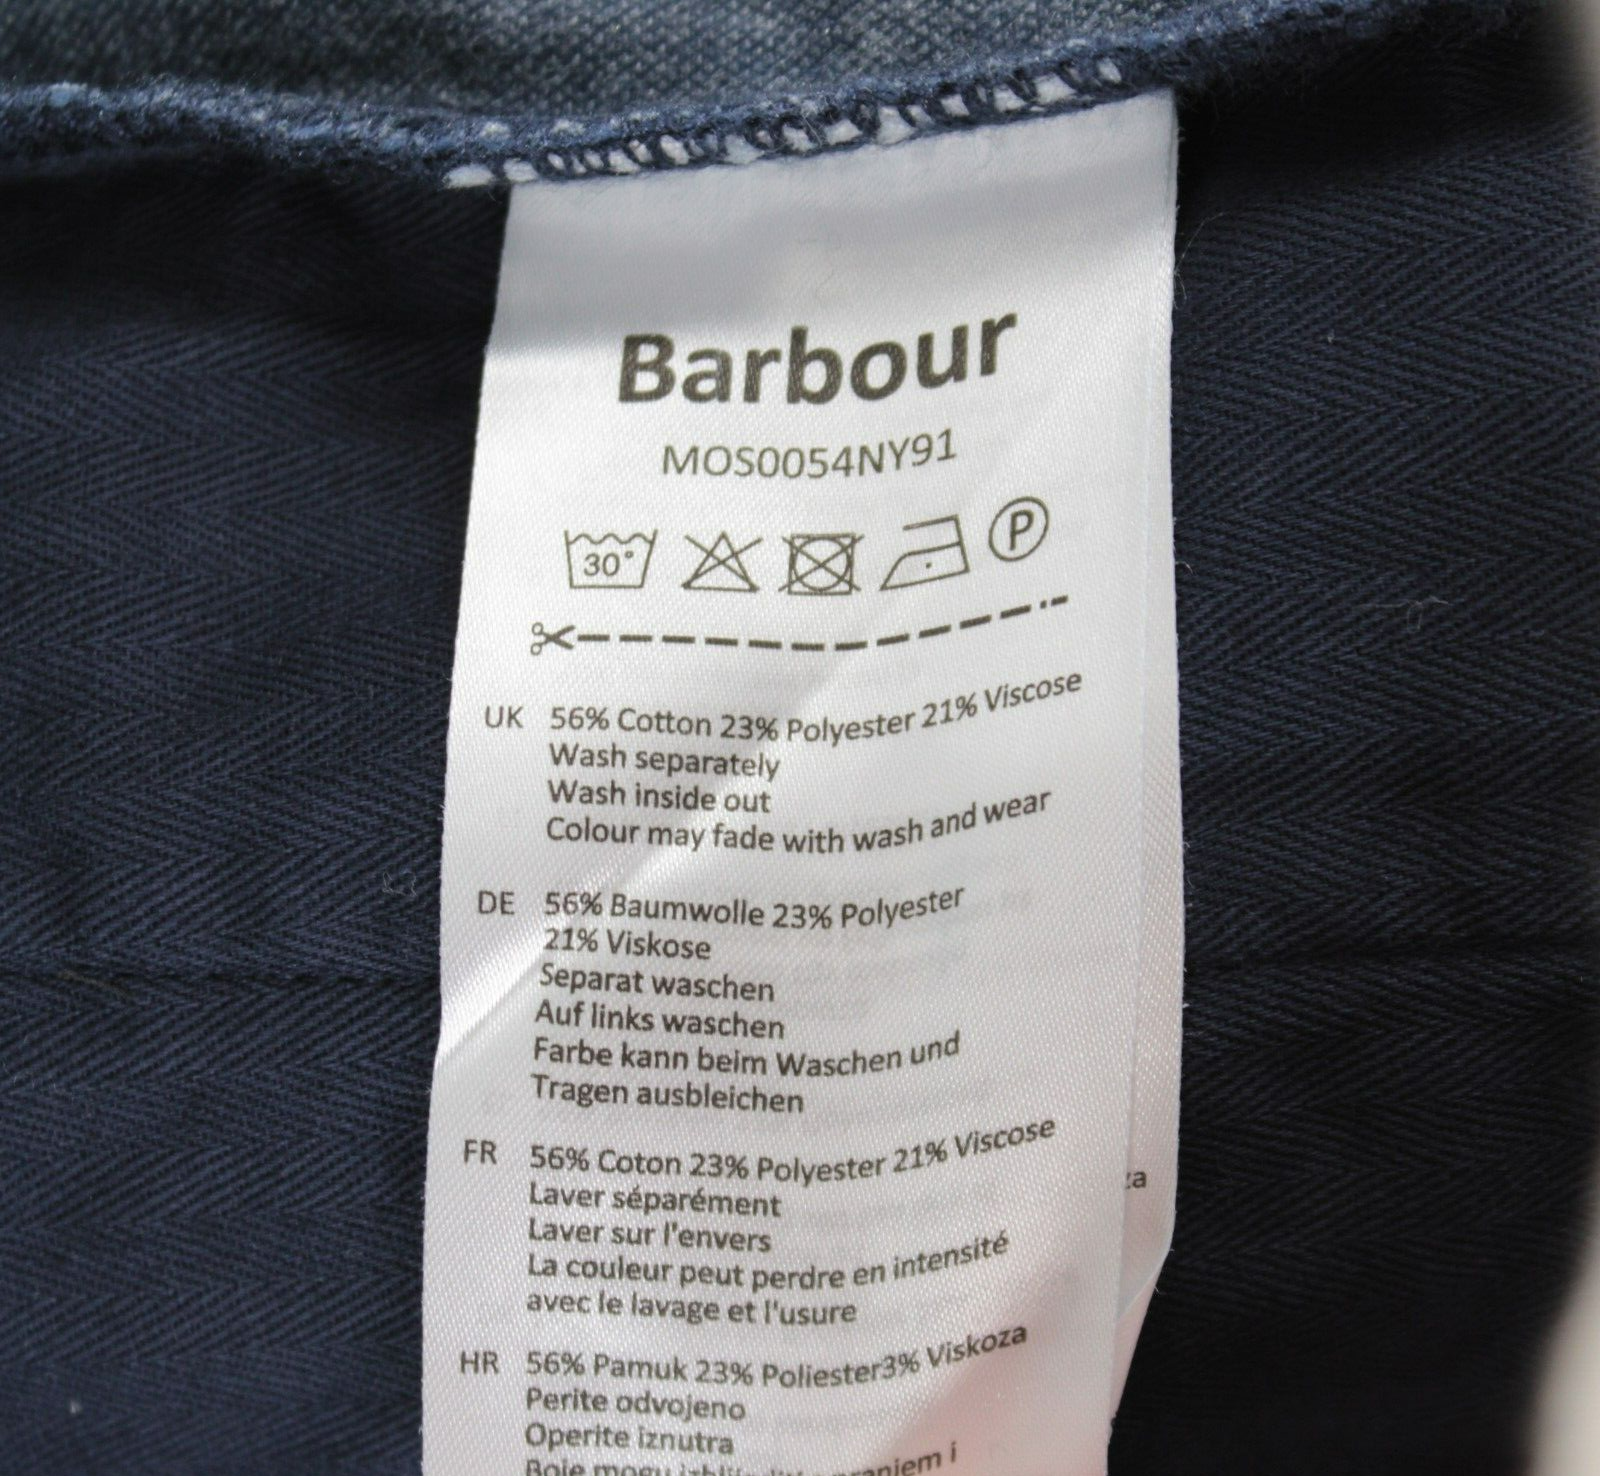 Barbour
MOS0054NY91
30°
P
UK 56% Cotton 23% Polyester 21% Viscose
Wash separately
Wash inside out
Colour may fade with wash and wear
DE 56% Baumwolle 23% Polyester
21% Viskose
Separat waschen
Auf links waschen
Farbe kann beim Waschen und
Tragen ausbleichen
FR 56% Coton 23% Polyester 21% Viscose
Laver séparément
Laver sur l'envers
La couleur peut perdre en intensité
avec le lavage et l'usure
HR 56% Pamuk 23% Poliester3% Viskoza
Perite odvojeno
Operite iznutra
Boje mogu
i